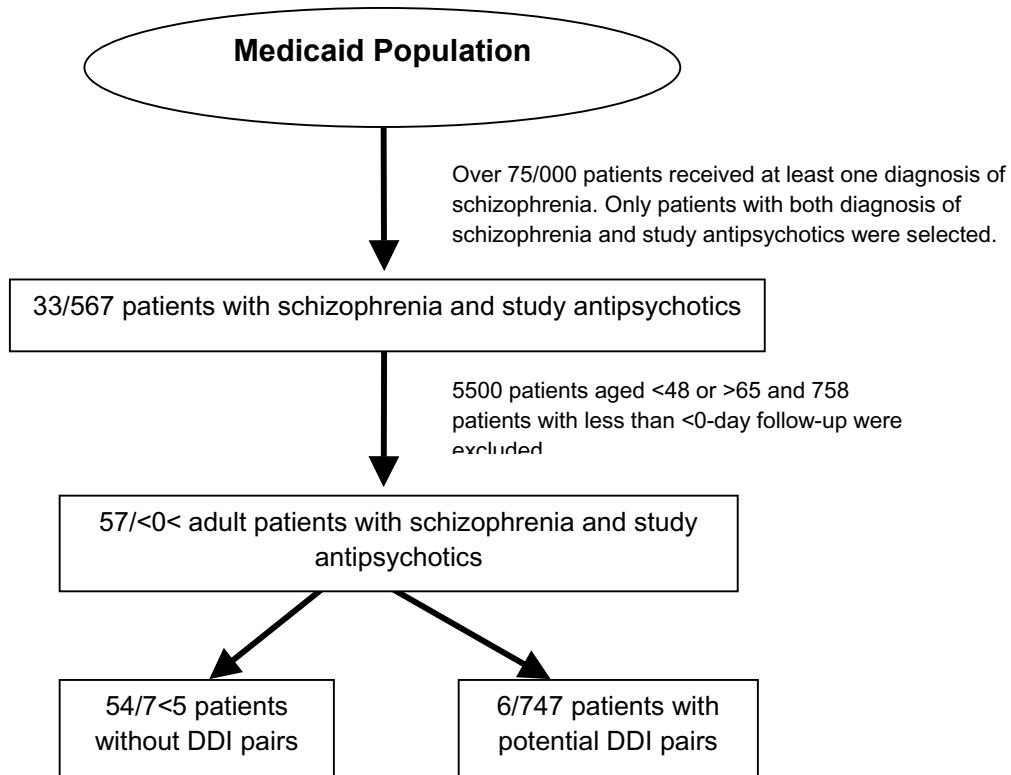 Medicaid Population
Over 75/000 patients received at least one diagnosis of
schizophrenia. Only patients with both diagnosis of
schizophrenia and study antipsychotics were selected.
33/567 patients with schizophrenia and study antipsychotics
5500 patients aged <48 or >65 and 758
patients with less than <0-day follow-up were
excluded
57/<0< adult patients with schizophrenia and study
antipsychotics
54/7<5 patients
without DDI pairs
6/747 patients with
potential DDI pairs